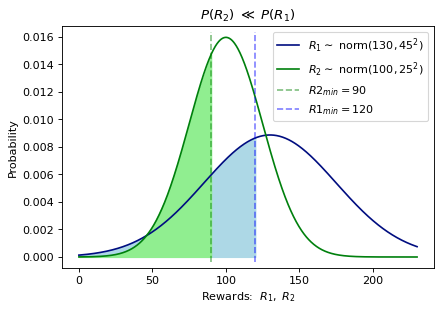 P(R₂) ≪ P(R₁)
R₁ ∼ norm(130, 45²)
R₂ ∼ norm(100, 25²)
R2ₘᵢₙ = 90
R1ₘᵢₙ = 120
Probability
0.016
0.014
0.012
0.010
0.008
0.006
0.004
0.002
0.000
0 50 100 150 200
Rewards: R₁, R₂